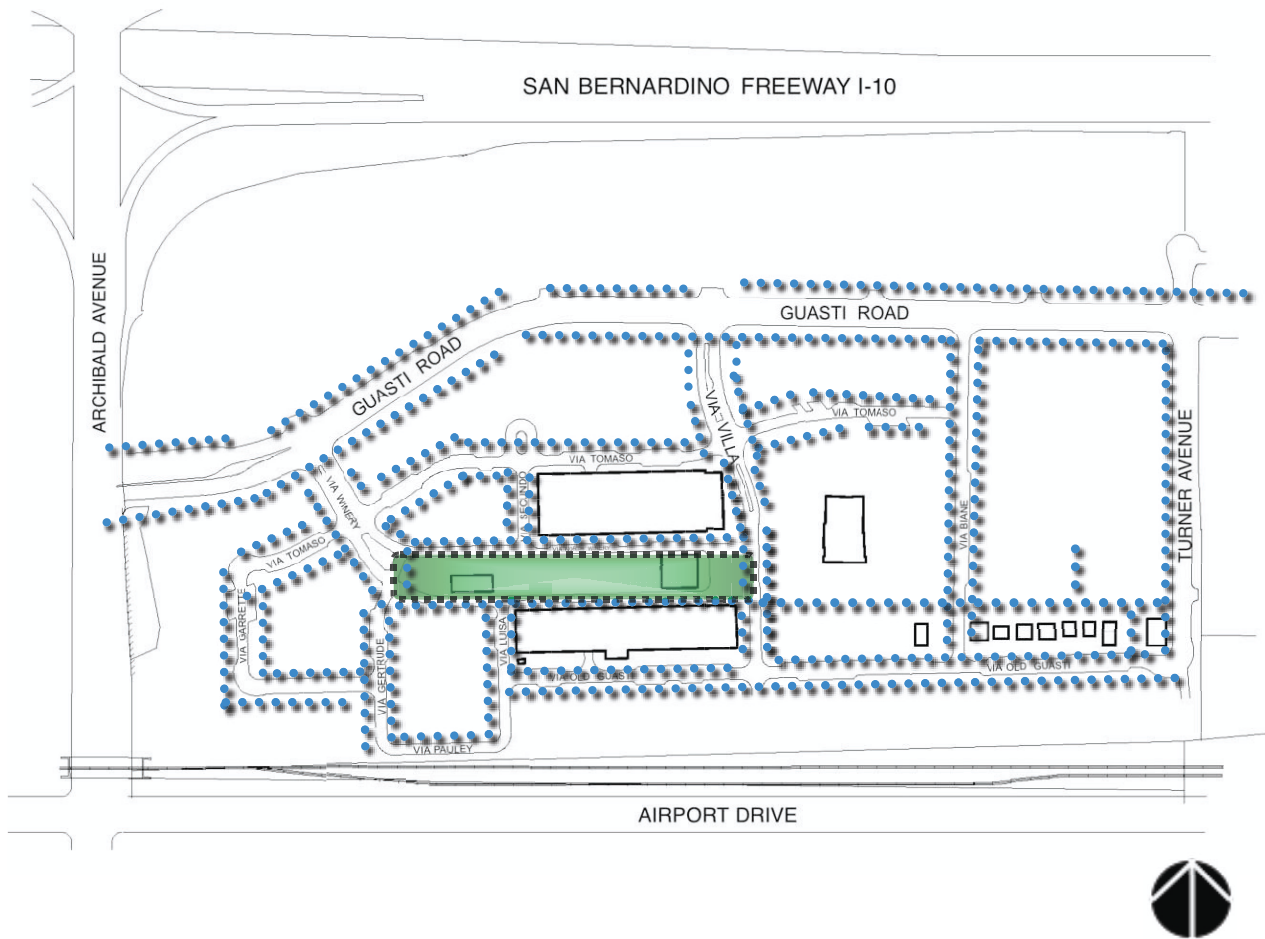 SAN BERNARDINO FREEWAY I-10
ARCHIBALD AVENUE
GUASTI ROAD
GUASTI ROAD
VIA VILLA
VIA TOMASO
TURNER AVENUE
VIA TOMASO
VIA SECUNDO
VIA WINERY
VIA BIANE
VIA TOMASO
VIA GARRETTE
VIA GERTRUDE
VIA LUISA
VIA OLD GUASTI
VIA OLD GUASTI
VIA PAULEY
AIRPORT DRIVE